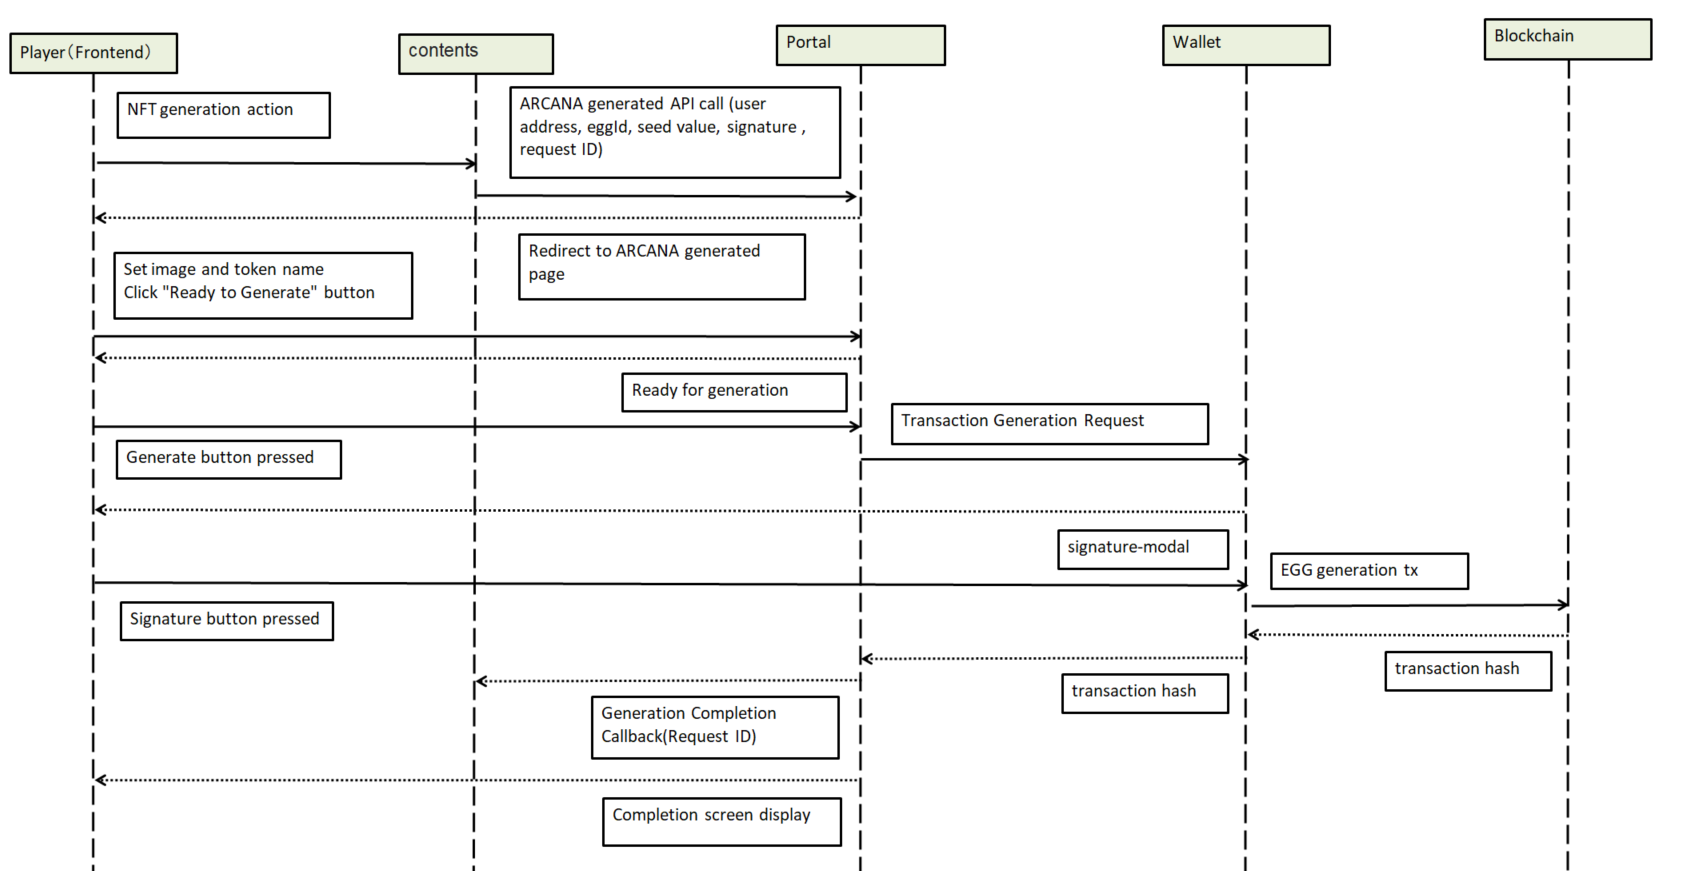 Player（Frontend）
contents
Portal
Wallet
Blockchain
NFT generation action
ARCANA generated API call (user
address, eggId, seed value, signature ,
request ID)
Redirect to ARCANA generated
page
Set image and token name
Click "Ready to Generate" button
Ready for generation
Transaction Generation Request
Generate button pressed
signature-modal
EGG generation tx
Signature button pressed
transaction hash
transaction hash
Generation Completion
Callback(Request ID)
Completion screen display